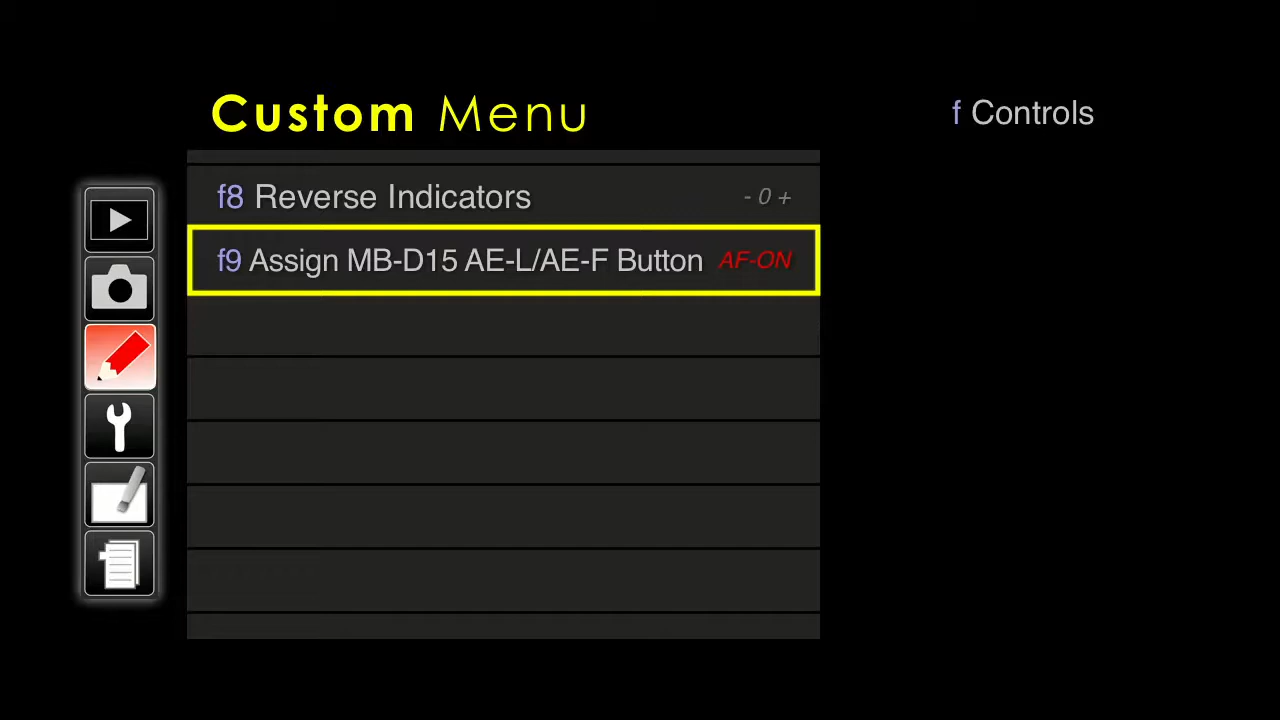 Custom Menu
f Controls
f8 Reverse Indicators - 0 +
f9 Assign MB-D15 AE-L/AE-F Button AF-ON